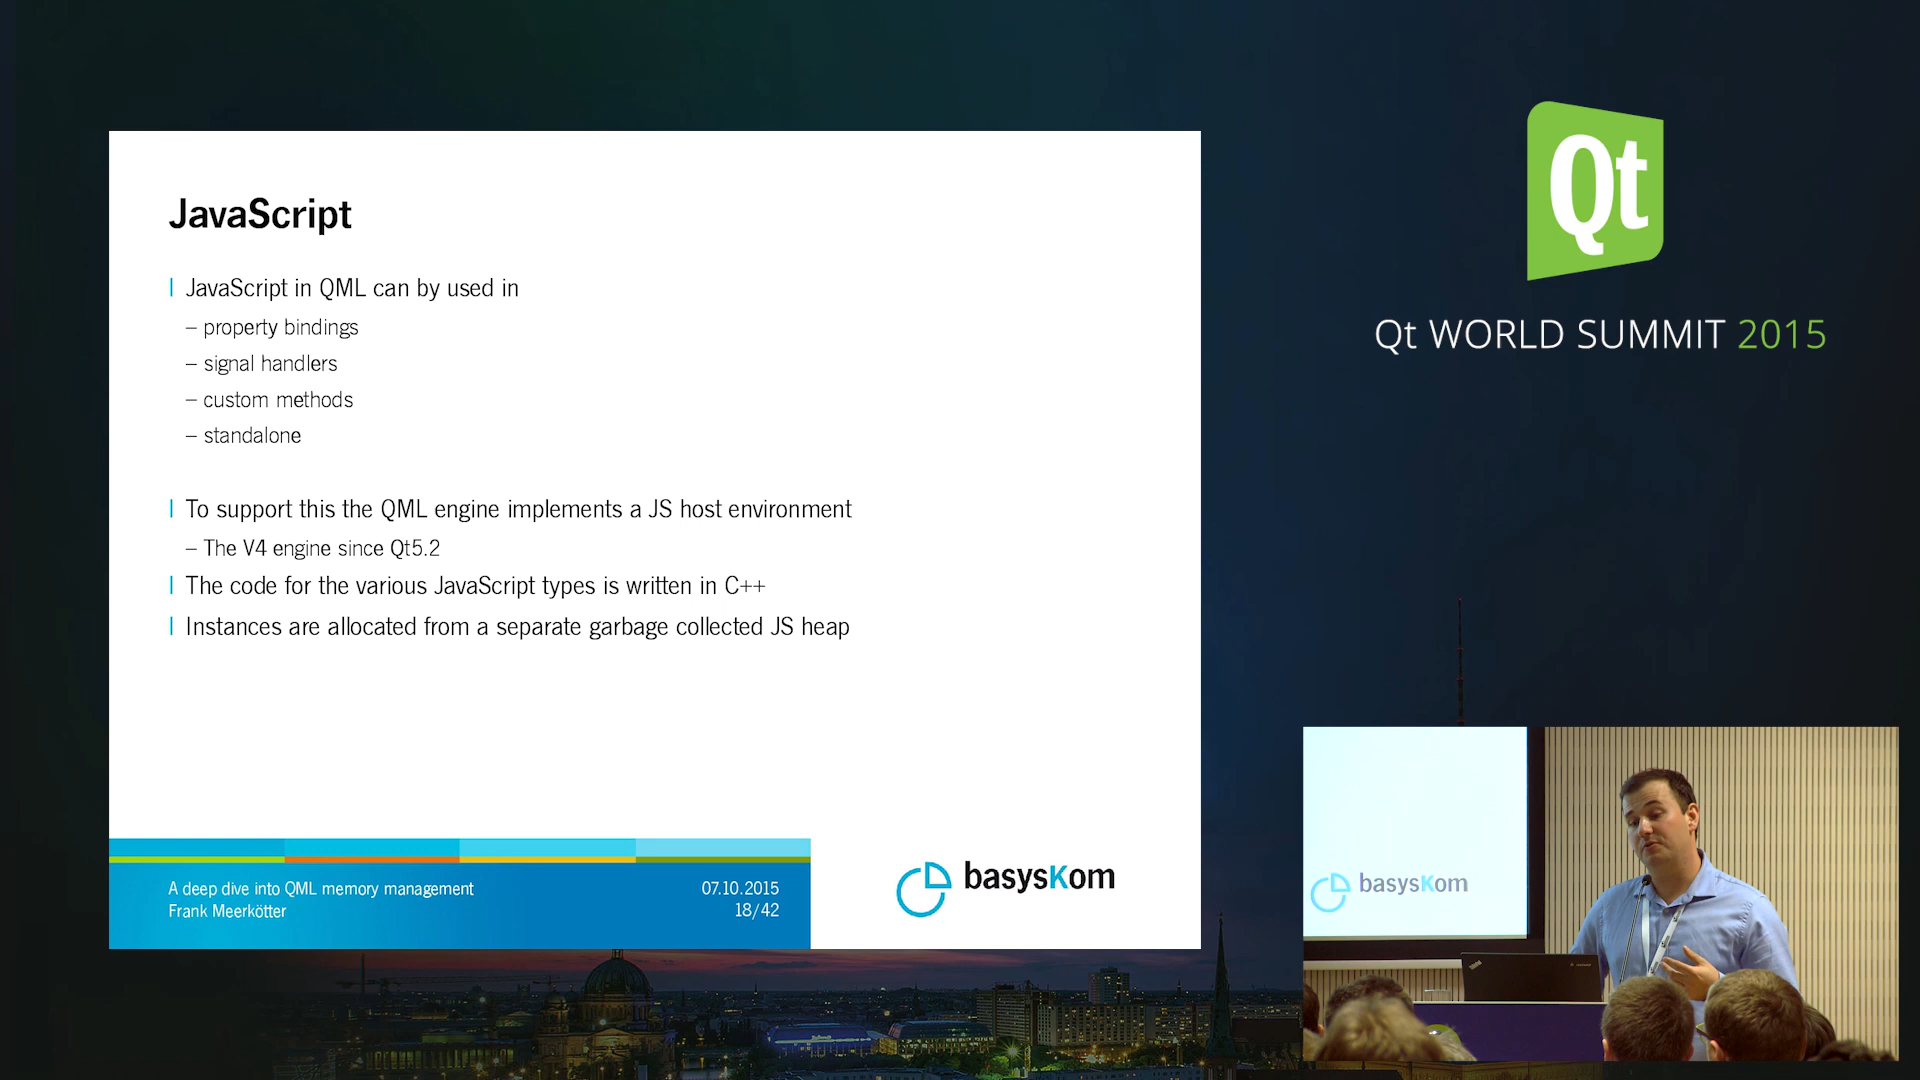 JavaScript
JavaScript in QML can by used in
– property bindings
– signal handlers
– custom methods
– standalone
To support this the QML engine implements a JS host environment
– The V4 engine since Qt5.2
The code for the various JavaScript types is written in C++
Instances are allocated from a separate garbage collected JS heap
A deep dive into QML memory management
Frank Meerkötter
07.10.2015
18/42
basysKom
Qt
Qt WORLD SUMMIT 2015
basysKom